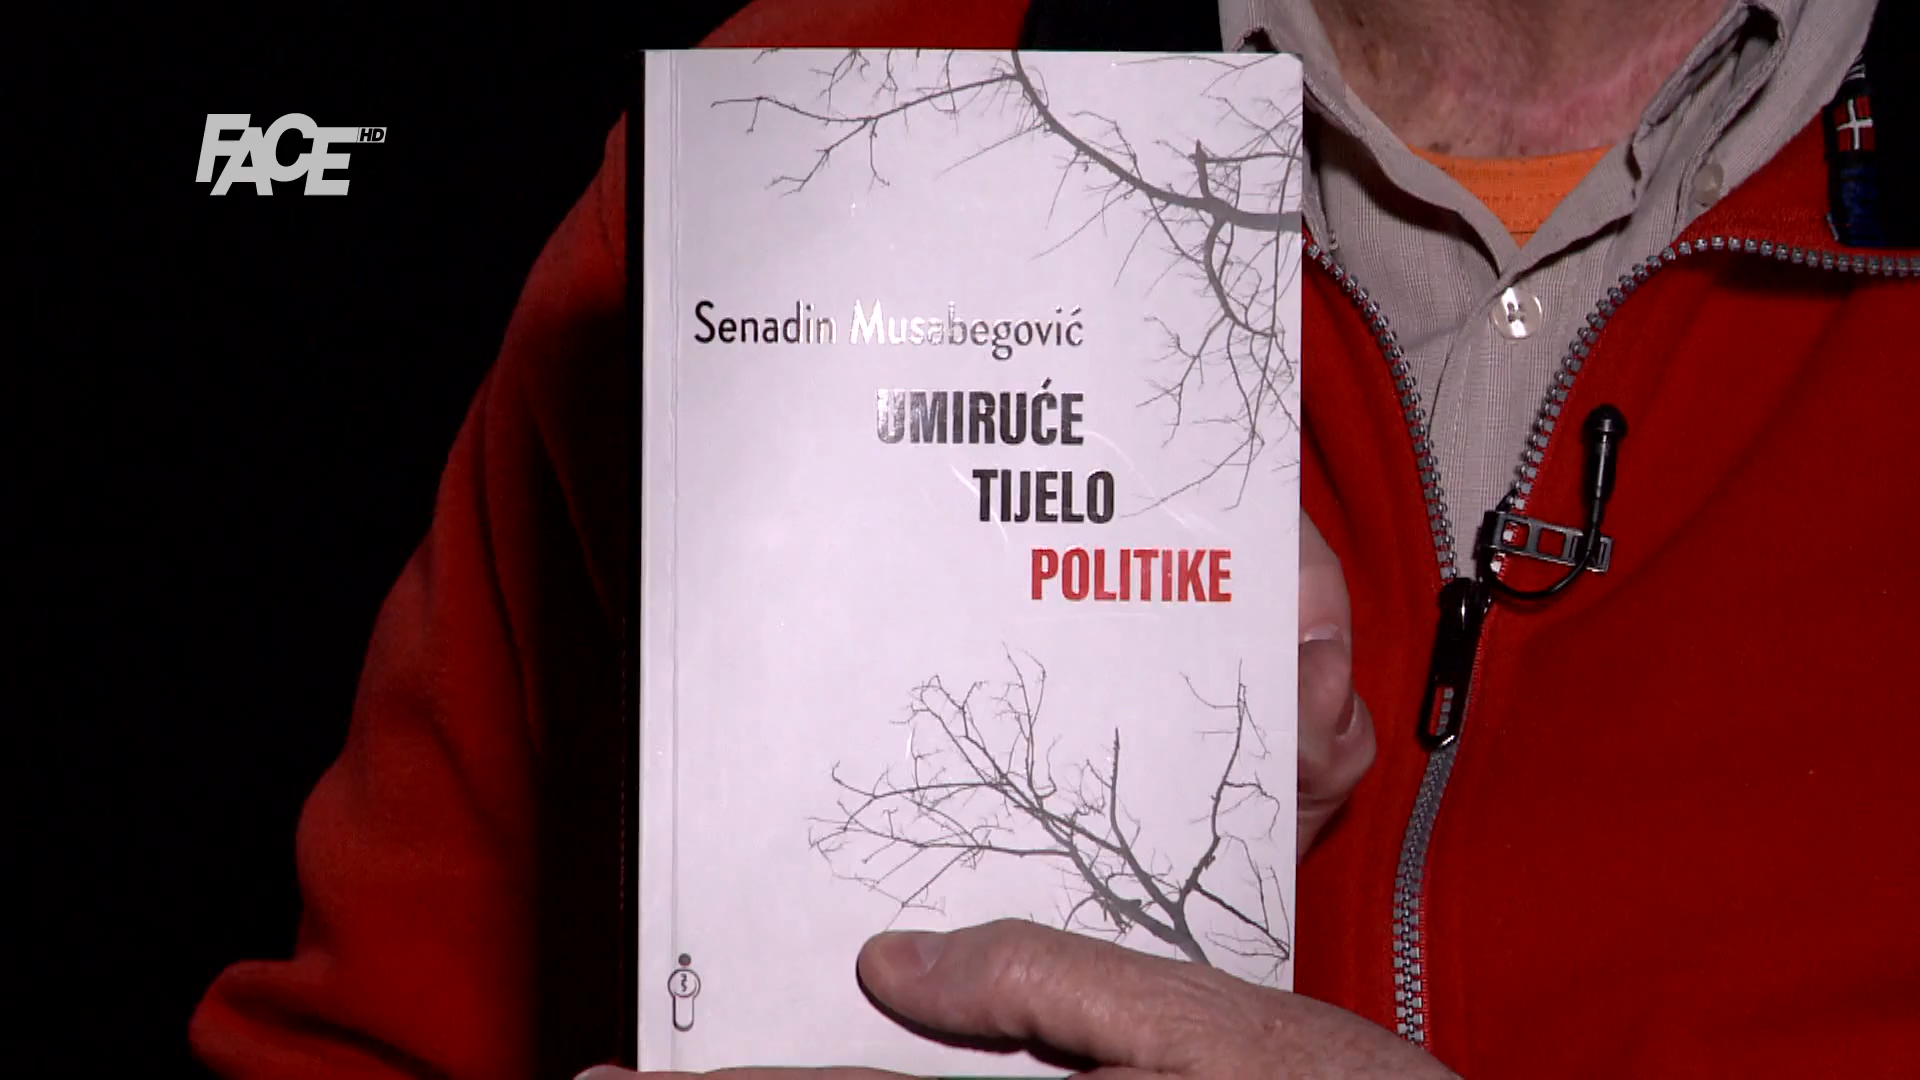 FACE HD
Senadin Musabegović
UMIRUĆE
TIJELO
POLITIKE